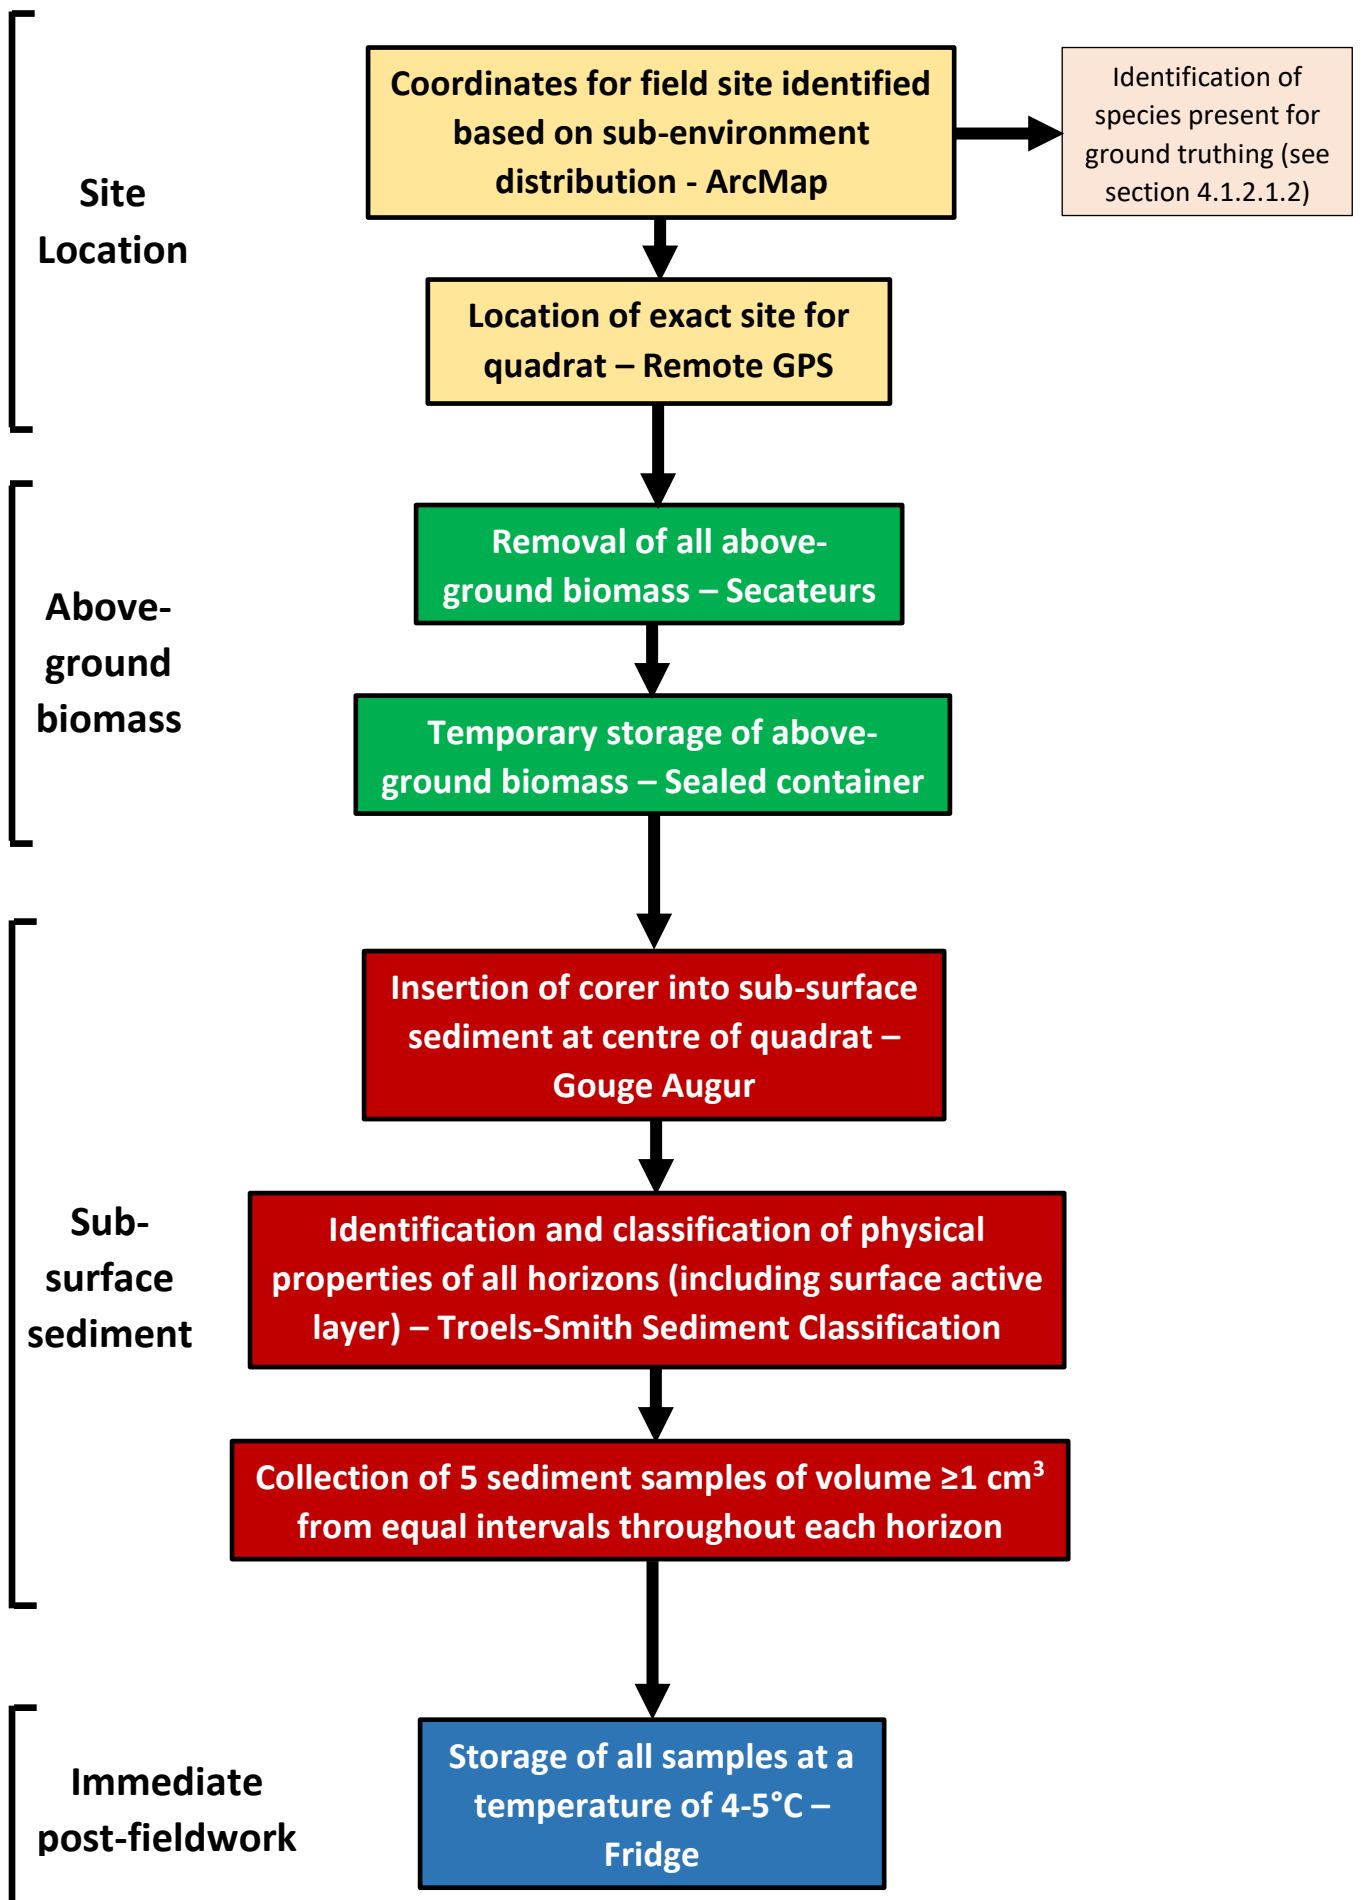 Site
Location
Coordinates for field site identified
based on sub-environment
distribution - ArcMap
Identification of
species present for
ground truthing (see
section 4.1.2.1.2)
Location of exact site for
quadrat – Remote GPS
Above-
ground
biomass
Removal of all above-
ground biomass – Secateurs
Temporary storage of above-
ground biomass – Sealed container
Sub-
surface
sediment
Insertion of corer into sub-surface
sediment at centre of quadrat –
Gouge Augur
Identification and classification of physical
properties of all horizons (including surface active
layer) – Troels-Smith Sediment Classification
Collection of 5 sediment samples of volume ≥1 cm³
from equal intervals throughout each horizon
Immediate
post-fieldwork
Storage of all samples at a
temperature of 4-5°C –
Fridge